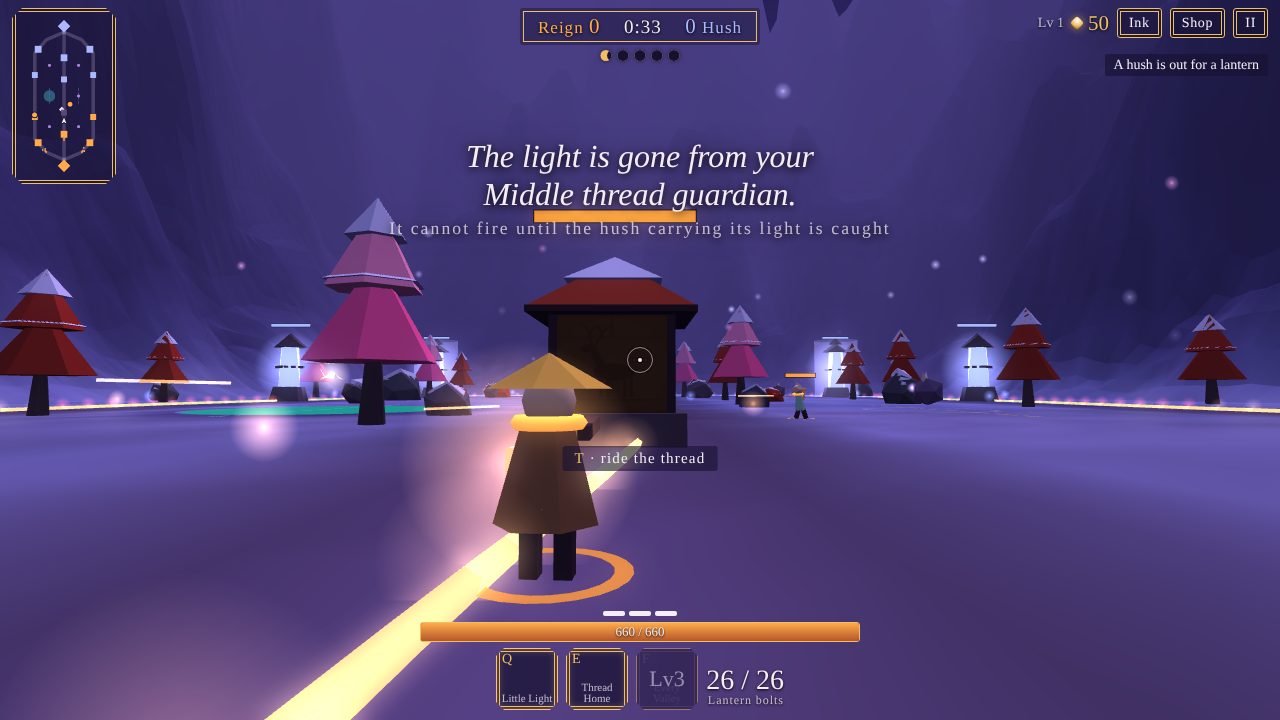 Reign 0 0:33 0 Hush
Lv 1 50 Ink Shop II
A hush is out for a lantern
The light is gone from your
Middle thread guardian.
It cannot fire until the hush carrying its light is caught
T · ride the thread
660 / 660
Q
Little Light
E
Thread
Home
Lv3
Valley
26 / 26
Lantern bolts